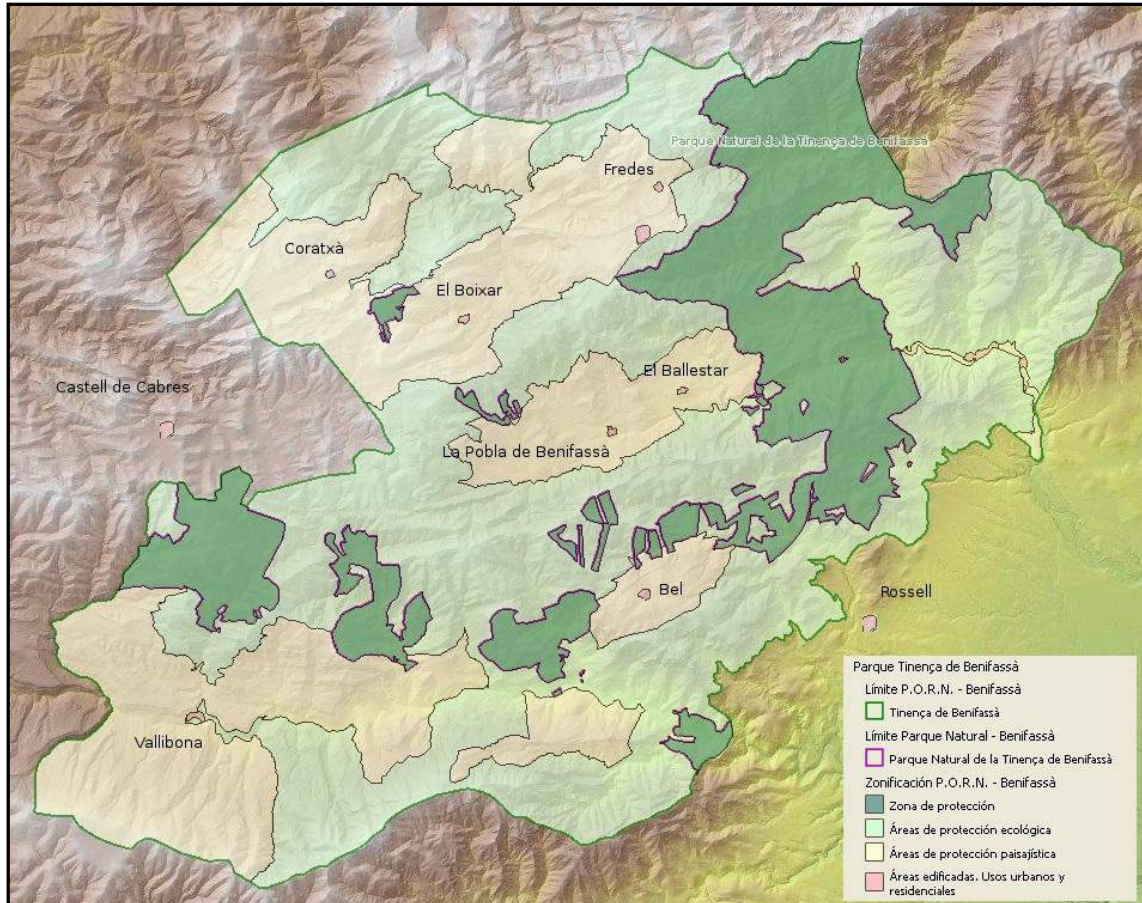 Parque Natural de la Tinença de Benifassà
Fredes
Coratxà
El Boixar
El Ballestar
Castell de Cabres
La Pobla de Benifassà
Bel
Rossell
Vallibona
Parque Tinença de Benifassà
Límite P.O.R.N. - Benifassà
Tinença de Benifassà
Límite Parque Natural - Benifassà
Parque Natural de la Tinença de Benifassà
Zonificación P.O.R.N. - Benifassà
Zona de protección
Áreas de protección ecológica
Áreas de protección paisajística
Áreas edificadas. Usos urbanos y
residenciales